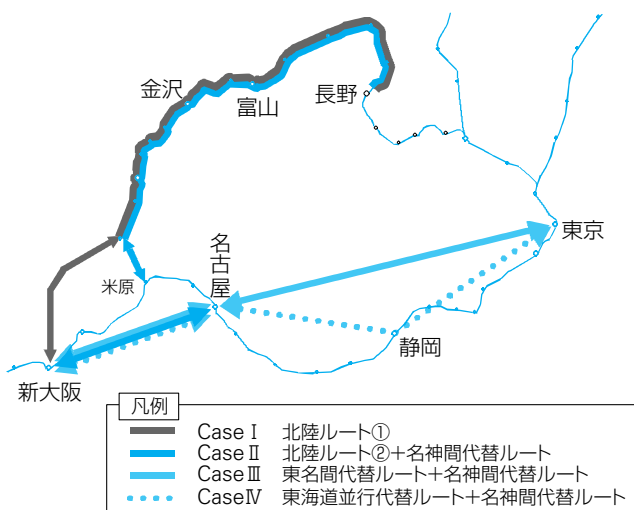 金沢
富山
長野
名古屋
東京
米原
静岡
新大阪
凡例
Case Ⅰ 北陸ルート①
Case Ⅱ 北陸ルート②+名神間代替ルート
Case Ⅲ 東名間代替ルート+名神間代替ルート
CaseⅣ 東海道並行代替ルート+名神間代替ルート